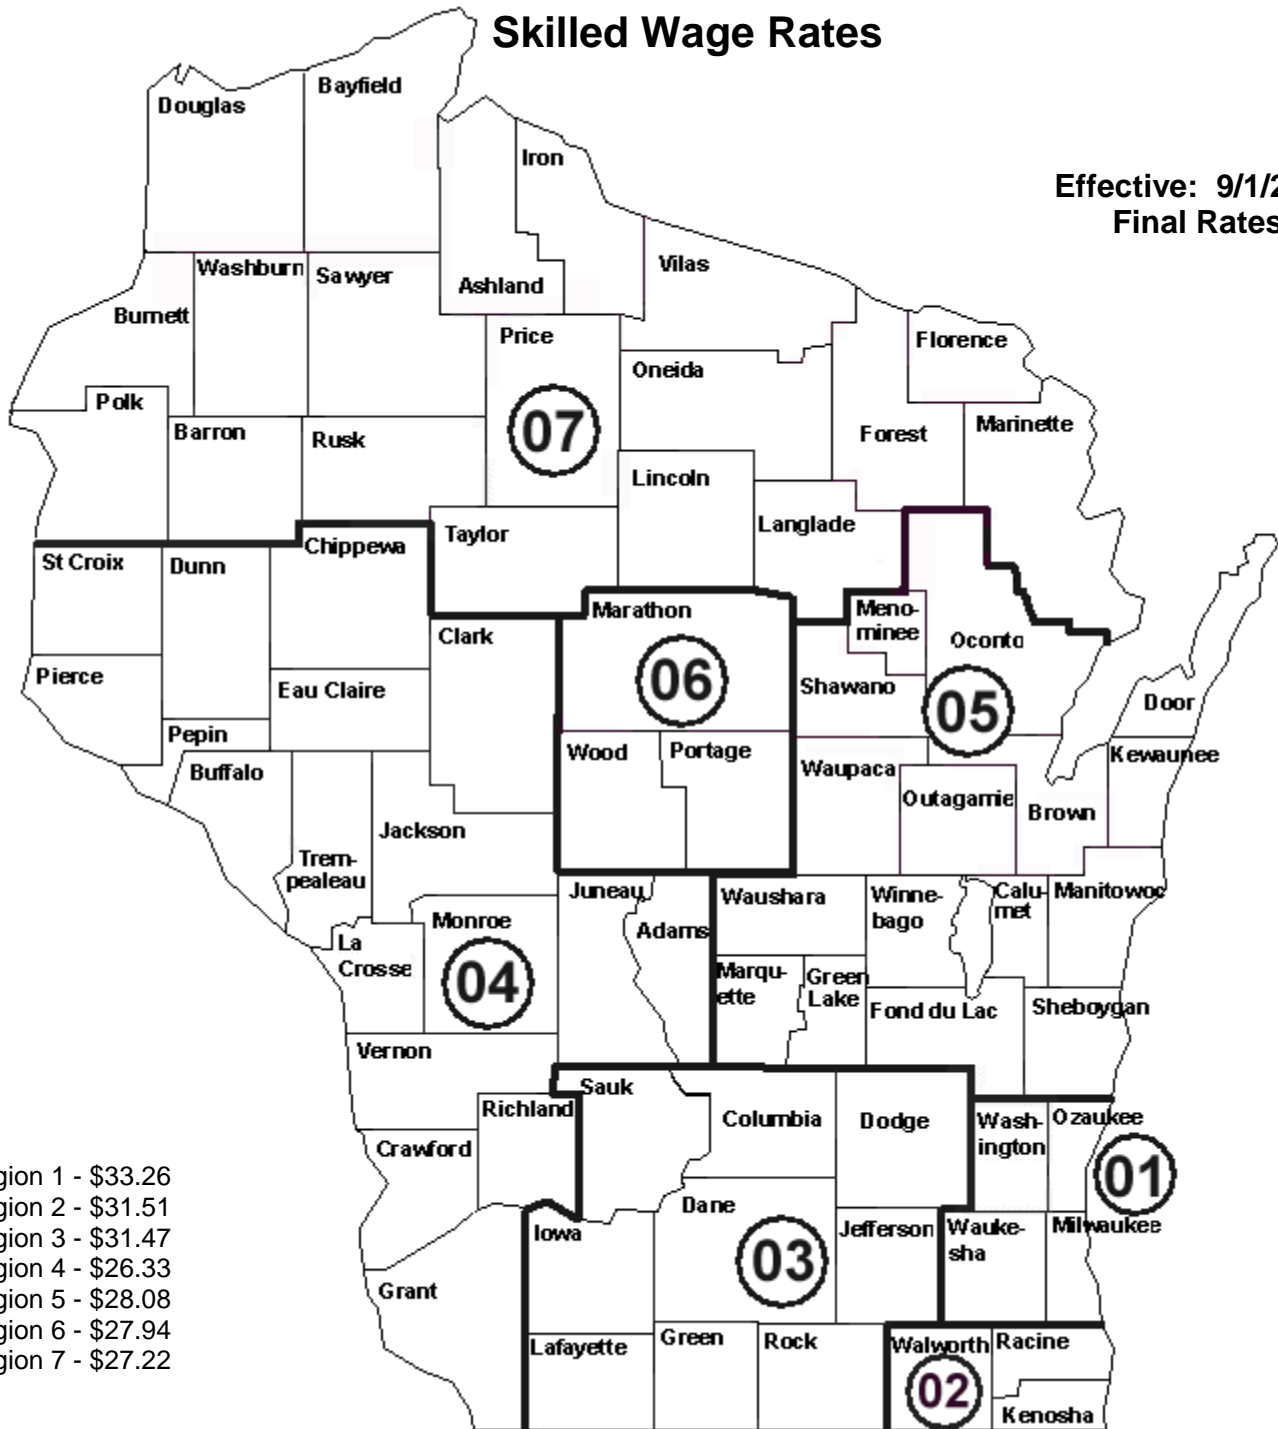 Skilled Wage Rates
Effective: 9/1/2
Final Rates
Douglas
Bayfield
Iron
Ashland
Vilas
Washburn
Sawyer
Burnett
Price
Florence
Oneida
Polk
Barron
Rusk
07
Forest
Marinette
Lincoln
Langlade
Taylor
Chippewa
St Croix
Dunn
Marathon
Meno-
minee
Oconto
Clark
06
Pierce
Eau Claire
Shawano
05
Door
Pepin
Wood
Portage
Kewaunee
Buffalo
Waupaca
Outagamie
Brown
Jackson
Trem-
pealeau
Juneau
Waushara
Winne-
bago
Calu-
met
Manitowoc
Monroe
Adams
La
Crosse
04
Marqu-
ette
Green
Lake
Fond du Lac
Sheboygan
Vernon
Sauk
Richland
Columbia
Dodge
Wash-
ington
Ozaukee
Crawford
01
Dane
Iowa
03
Jefferson
Wauke-
sha
Milwaukee
Grant
Lafayette
Green
Rock
Walworth
Racine
02
Kenosha
gion 1 - $33.26
gion 2 - $31.51
gion 3 - $31.47
gion 4 - $26.33
gion 5 - $28.08
gion 6 - $27.94
gion 7 - $27.22